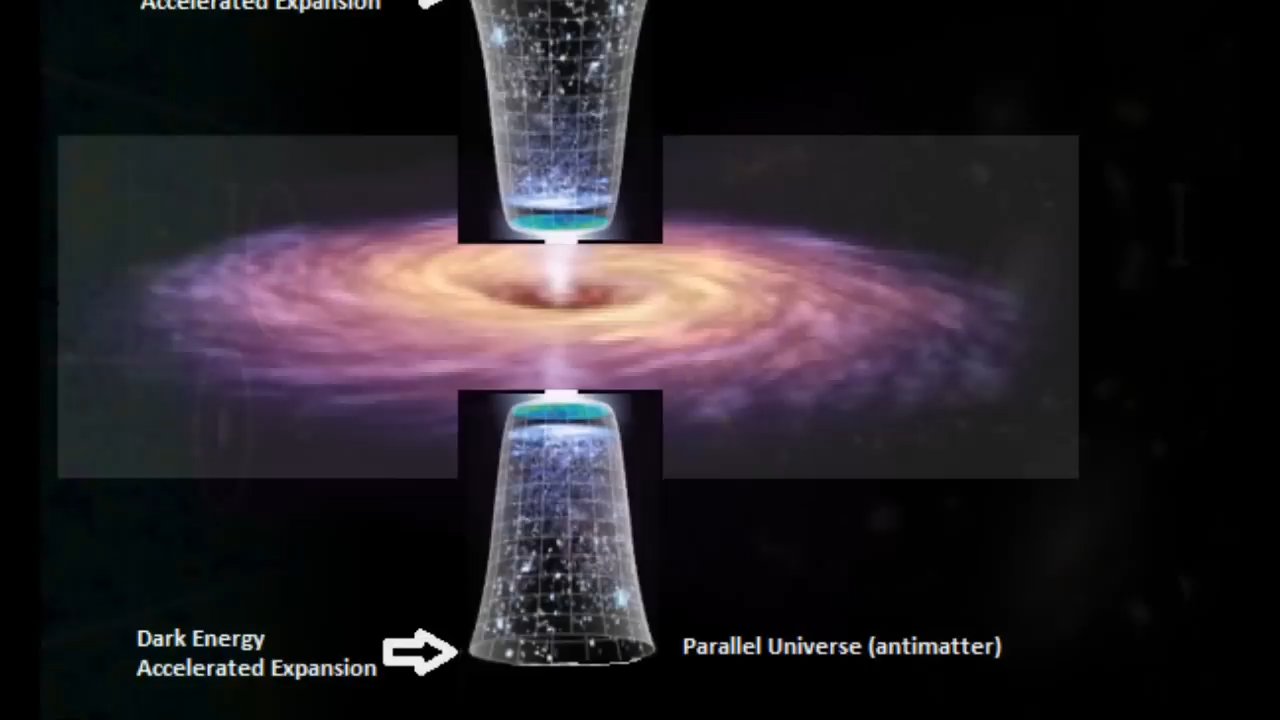 Accelerated Expansion
Dark Energy
Accelerated Expansion
Parallel Universe (antimatter)